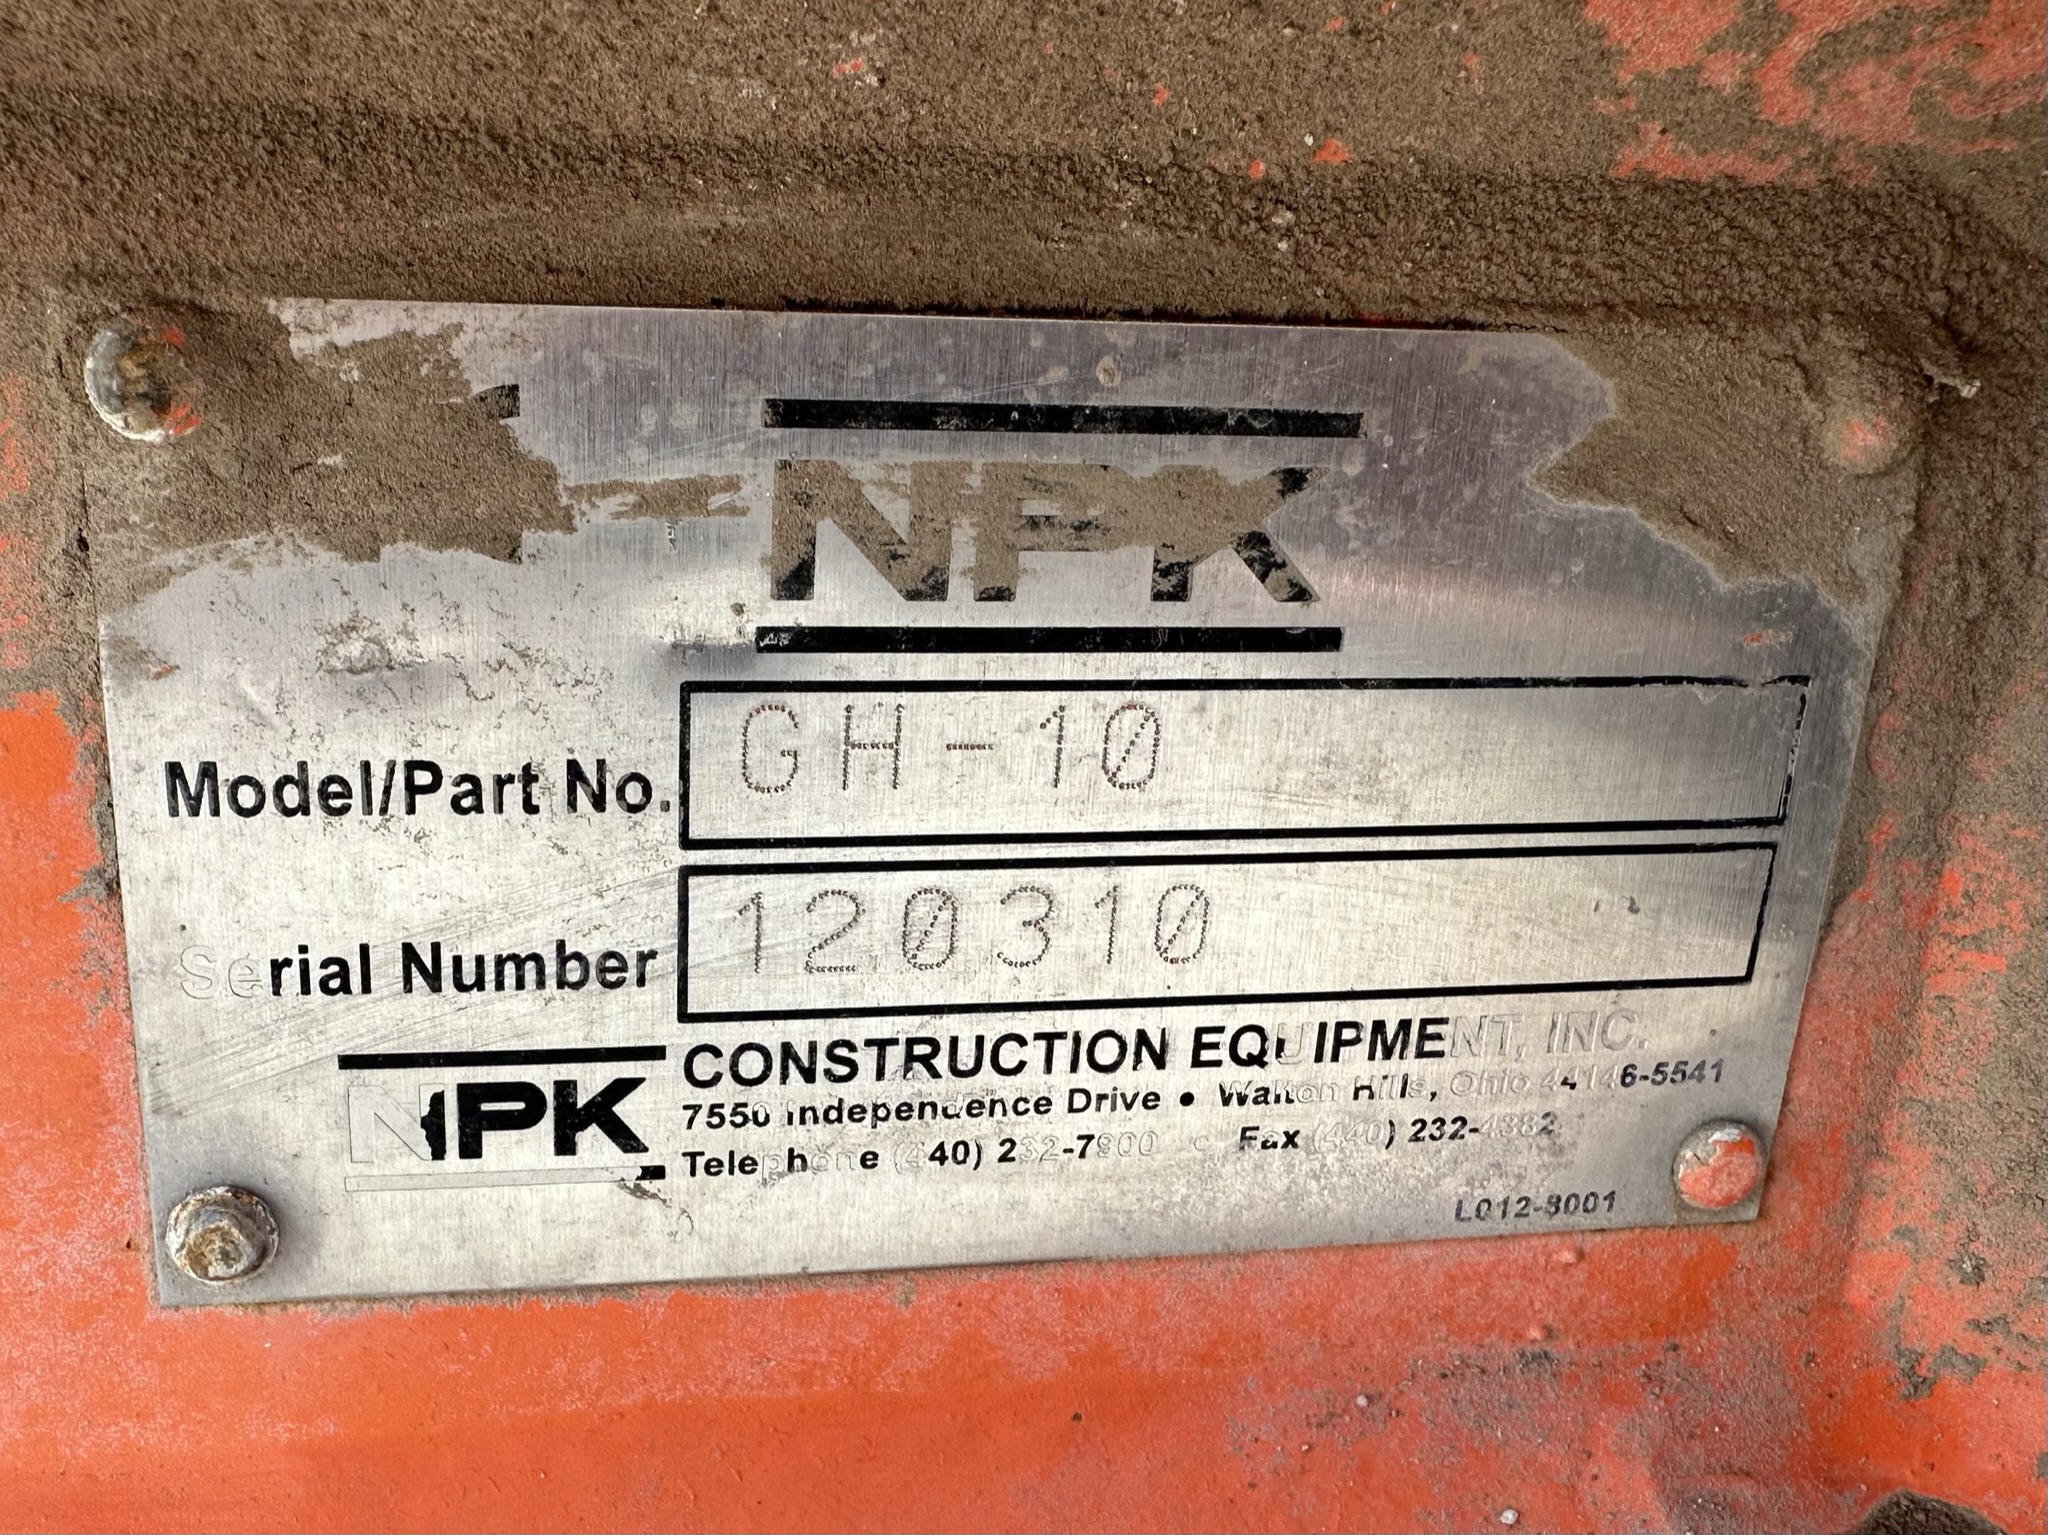 NPK
Model/Part No. GH-10
Serial Number 120310
NPK CONSTRUCTION EQUIPMENT, INC.
7550 Independence Drive • Walton Hills, Ohio 44146-5541
Telephone (440) 232-7900 • Fax (440) 232-4382
L012-8001